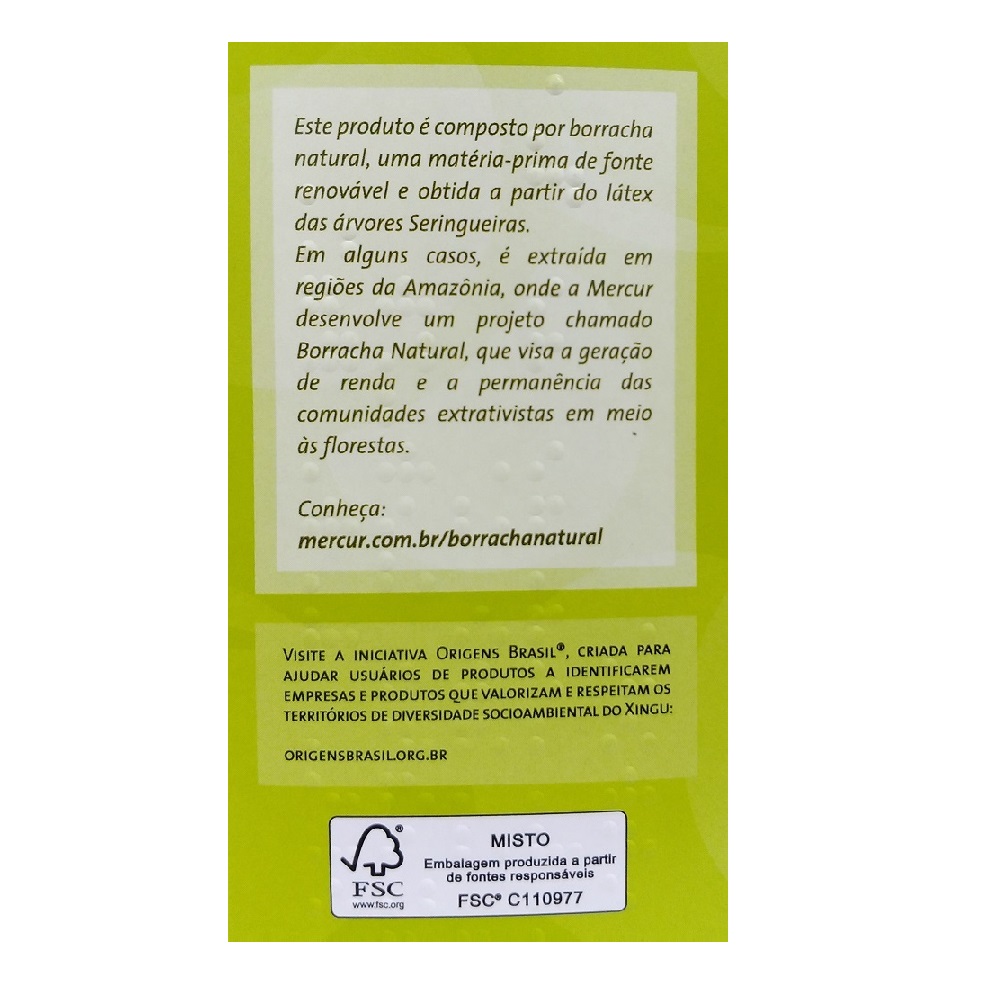 Este produto é composto por borracha
natural, uma matéria-prima de fonte
renovável e obtida a partir do látex
das árvores Seringueiras.
Em alguns casos, é extraída em
regiões da Amazônia, onde a Mercur
desenvolve um projeto chamado
Borracha Natural, que visa a geração
de renda e a permanência das
comunidades extrativistas em meio
às florestas.
Conheça:
mercur.com.br/borrachanatural
VISITE A INICIATIVA ORIGENS BRASIL®, CRIADA PARA
AJUDAR USUÁRIOS DE PRODUTOS A IDENTIFICAREM
EMPRESAS E PRODUTOS QUE VALORIZAM E RESPEITAM OS
TERRITÓRIOS DE DIVERSIDADE SOCIOAMBIENTAL DO XINGU:
ORIGENSBRASIL.ORG.BR
®
FSC
www.fsc.org
MISTO
Embalagem produzida a partir
de fontes responsáveis
FSC® C110977